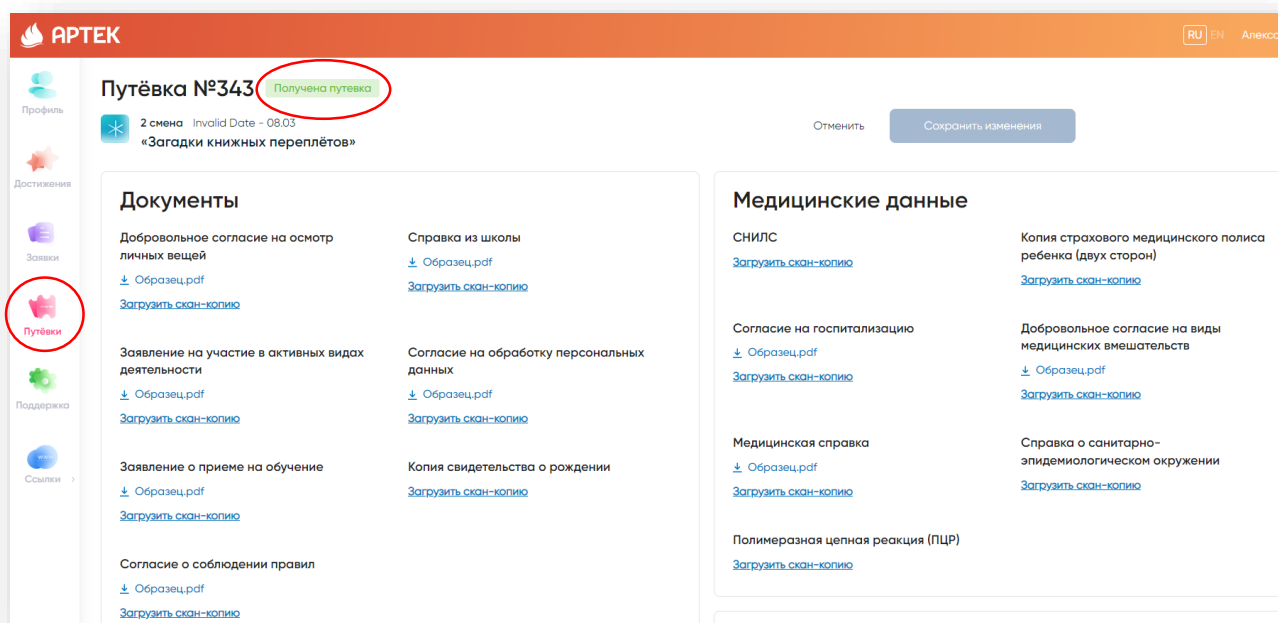 АРТЕК
RU EN
Профиль
Достижения
Заявки
Путёвки
Поддержка
Ссылки
Путёвка №343 Получена путевка
2 смена Invalid Date - 08.03
«Загадки книжных переплётов»
Отменить
Сохранить изменения
Документы
Добровольное согласие на осмотр
личных вещей
Образец.pdf
Загрузить скан-копию
Справка из школы
Образец.pdf
Загрузить скан-копию
Заявление на участие в активных видах
деятельности
Образец.pdf
Загрузить скан-копию
Согласие на обработку персональных
данных
Образец.pdf
Загрузить скан-копию
Заявление о приеме на обучение
Образец.pdf
Загрузить скан-копию
Копия свидетельства о рождении
Загрузить скан-копию
Согласие о соблюдении правил
Образец.pdf
Загрузить скан-копию
Медицинские данные
СНИЛС
Загрузить скан-копию
Копия страхового медицинского полиса
ребенка (двух сторон)
Загрузить скан-копию
Согласие на госпитализацию
Образец.pdf
Загрузить скан-копию
Добровольное согласие на виды
медицинских вмешательств
Образец.pdf
Загрузить скан-копию
Медицинская справка
Образец.pdf
Загрузить скан-копию
Справка о санитарно-
эпидемиологическом окружении
Загрузить скан-копию
Полимеразная цепная реакция (ПЦР)
Загрузить скан-копию